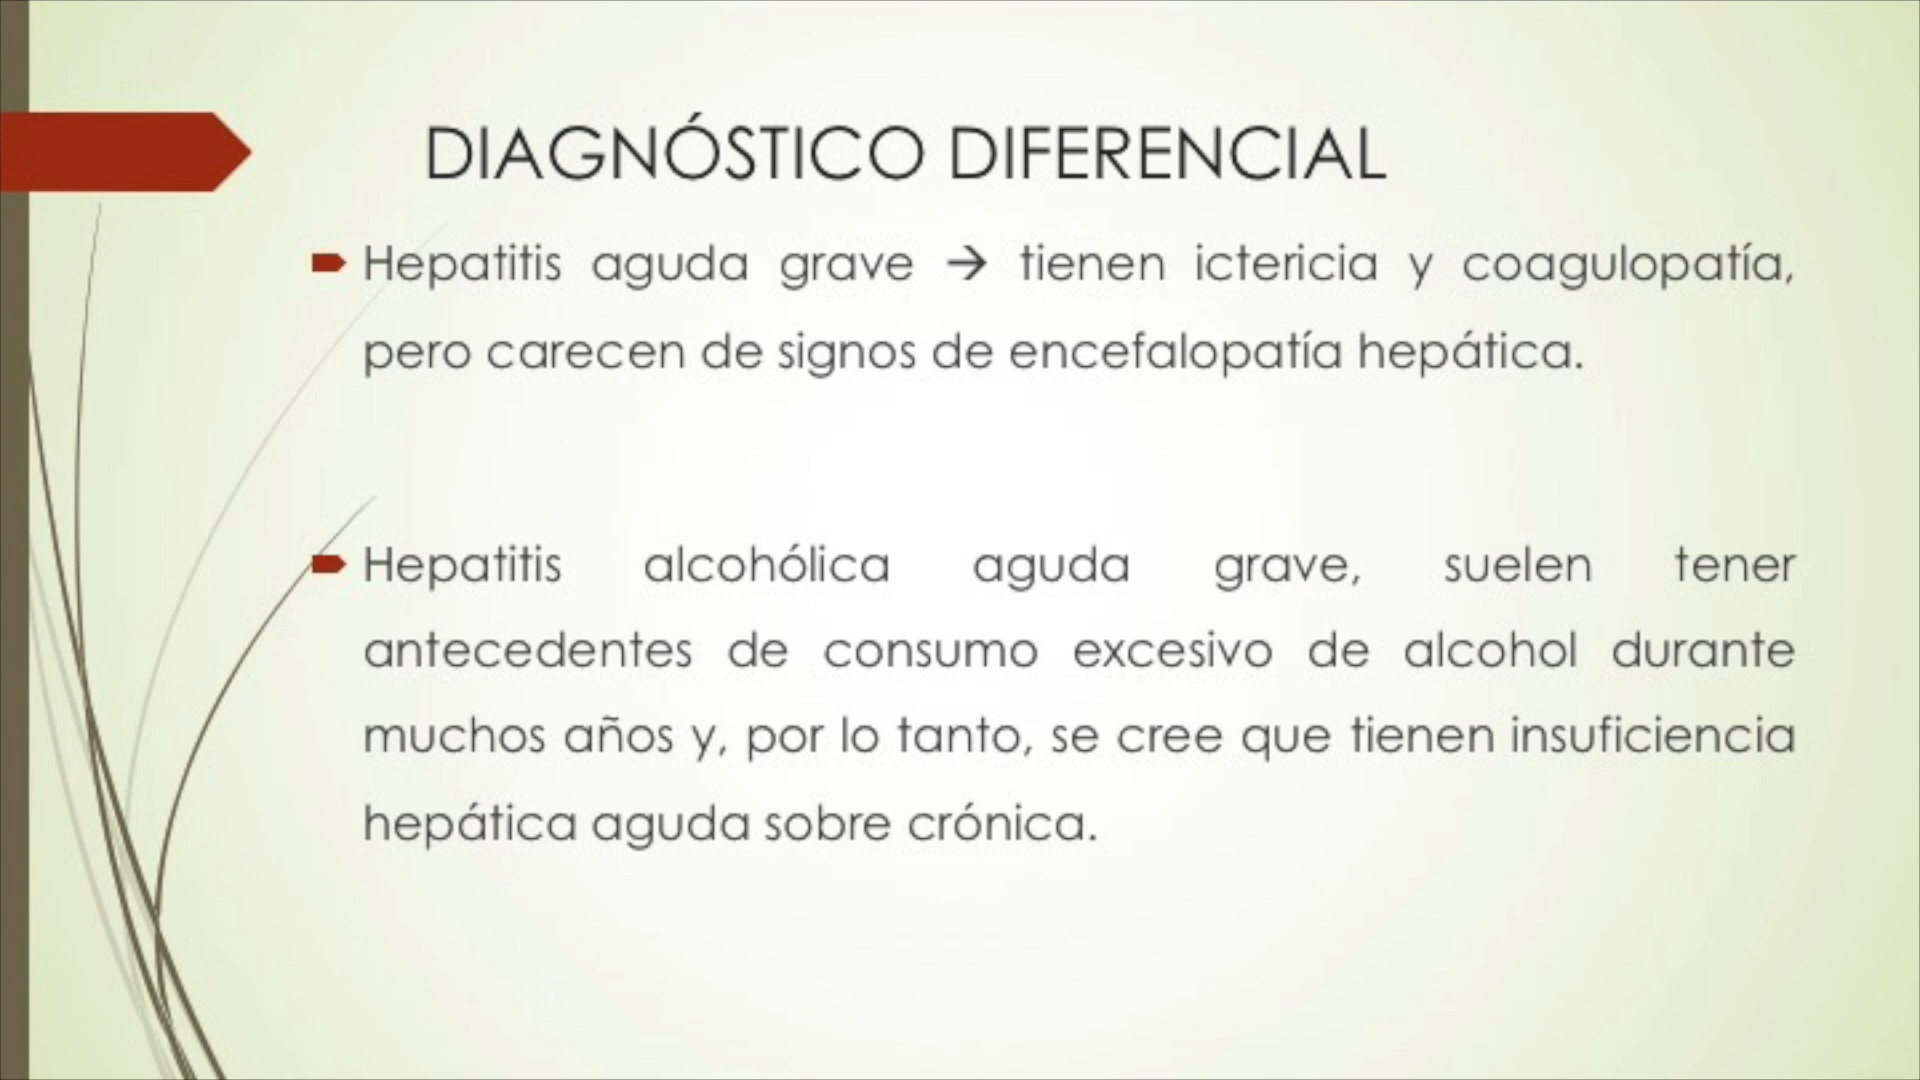 DIAGNÓSTICO DIFERENCIAL
Hepatitis aguda grave → tienen ictericia y coagulopatía,
pero carecen de signos de encefalopatía hepática.
Hepatitis alcohólica aguda grave, suelen tener
antecedentes de consumo excesivo de alcohol durante
muchos años y, por lo tanto, se cree que tienen insuficiencia
hepática aguda sobre crónica.